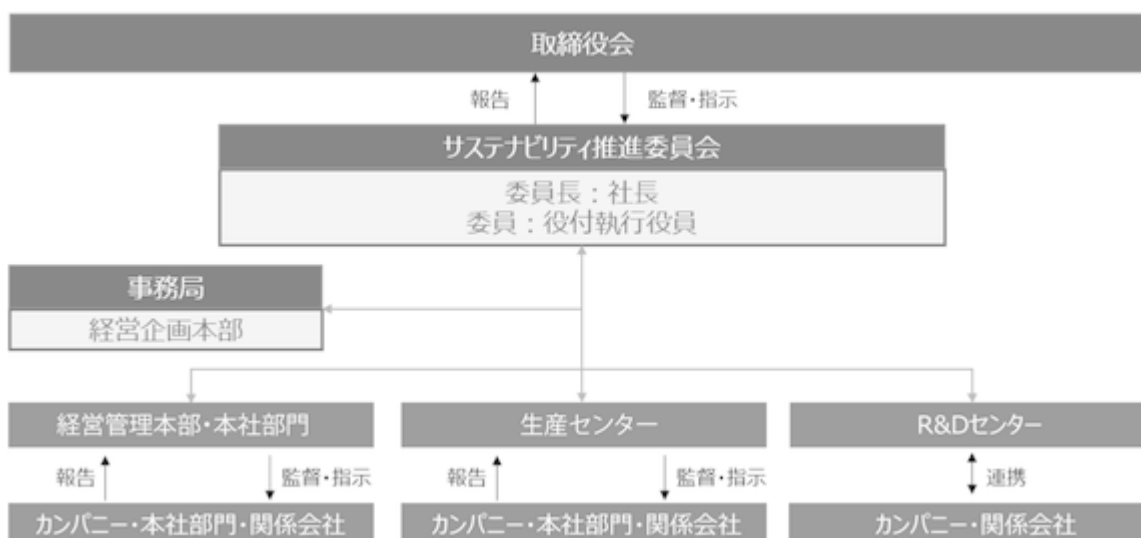 取締役会
報告
監督・指示
サステナビリティ推進委員会
委員長：社長
委員：役付執行役員
事務局
経営企画本部
経営管理本部・本社部門
生産センター
R&Dセンター
報告
監督・指示
報告
監督・指示
連携
カンパニー・本社部門・関係会社
カンパニー・本社部門・関係会社
カンパニー・関係会社